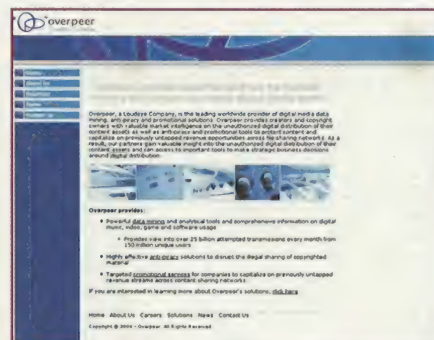 overpeer
Home
About Us
Solutions
News
Contact Us
Overpeer, a Loudeye Company, is the leading worldwide provider of digital media data
mining, anti-piracy and promotional solutions. Overpeer provides creators and copyright
owners with valuable market intelligence on the unauthorized digital distribution of their
content assets as well as anti-piracy and promotional tools to protect content and
capitalize on previously untapped revenue opportunities across file sharing networks. As a
result, our partners gain valuable insight into the unauthorized digital distribution of their
content assets and can access to important tools to make strategic business decisions
around digital distribution.
Overpeer provides:
Powerful data mining and analytical tools and comprehensive information on digital
music, video, game and software usage
Provides view into over 25 billion attempted transmissions every month from
150 million unique users
Highly effective anti-piracy solutions to disrupt the illegal sharing of copyrighted
material
Targeted promotional services for companies to capitalize on previously untapped
revenue streams across content sharing networks
If you are interested in learning more about Overpeer's solutions, click here
Home About Us Careers Solutions News Contact Us
Copyright © 2004 - Overpeer. All Rights Reserved